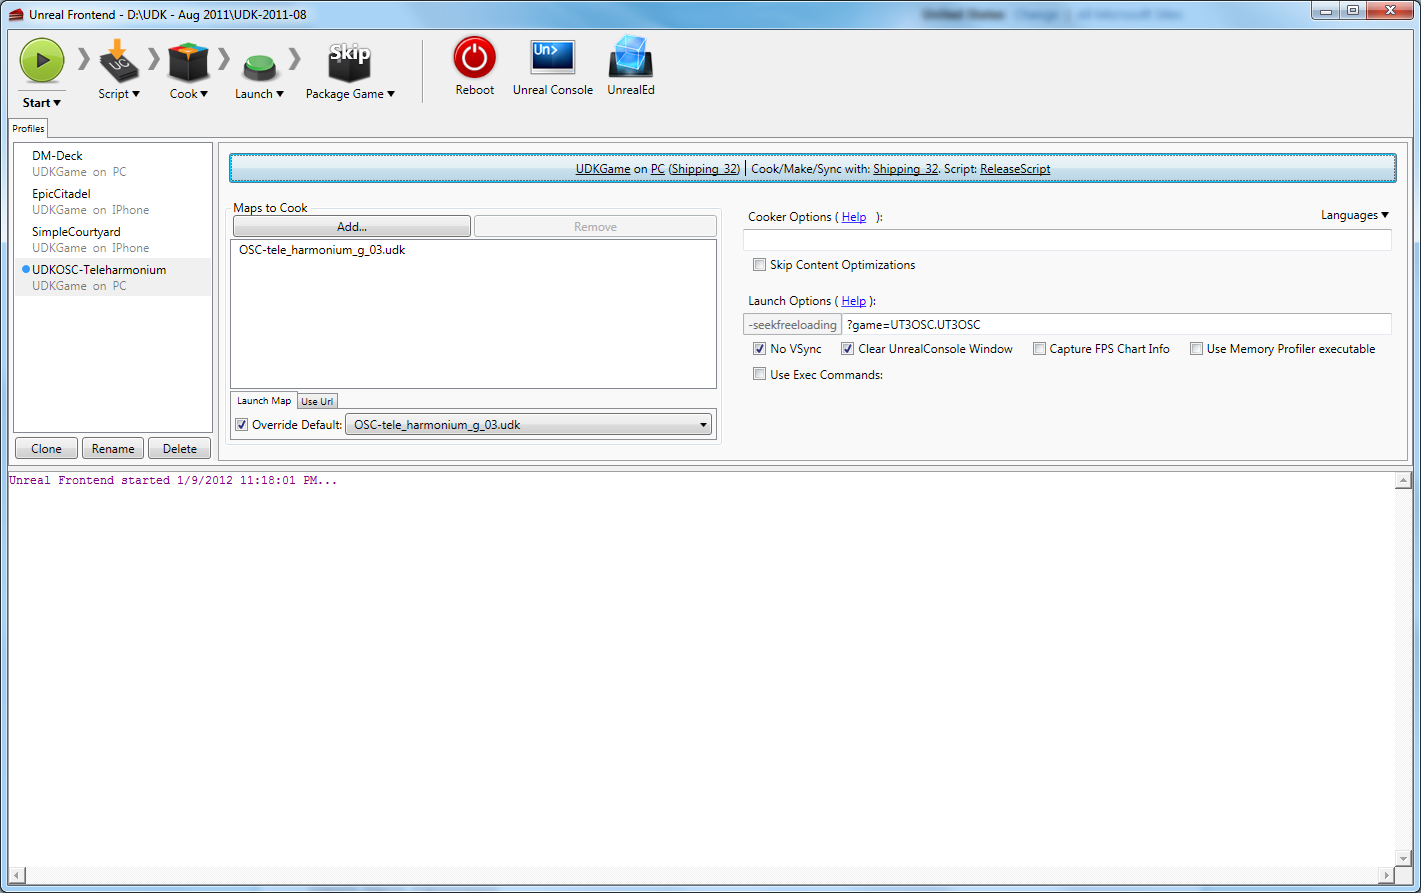 Unreal Frontend - D:\UDK - Aug 2011\UDK-2011-08
Start
Script
UC
Cook
Launch
Skip
Package Game
Reboot
Un>
Unreal Console
UnrealEd
Profiles
DM-Deck
UDKGame on PC
EpicCitadel
UDKGame on IPhone
SimpleCourtyard
UDKGame on IPhone
UDKOSC-Teleharmonium
UDKGame on PC
Clone
Rename
Delete
UDKGame on PC (Shipping_32) | Cook/Make/Sync with: Shipping_32. Script: ReleaseScript
Maps to Cook
Add...
Remove
OSC-tele_harmonium_g_03.udk
Launch Map
Use Url
Override Default:
OSC-tele_harmonium_g_03.udk
Cooker Options ( Help ):
Languages
Skip Content Optimizations
Launch Options ( Help ):
-seekfreeloading
?game=UT3OSC.UT3OSC
No VSync
Clear UnrealConsole Window
Capture FPS Chart Info
Use Memory Profiler executable
Use Exec Commands:
Unreal Frontend started 1/9/2012 11:18:01 PM...